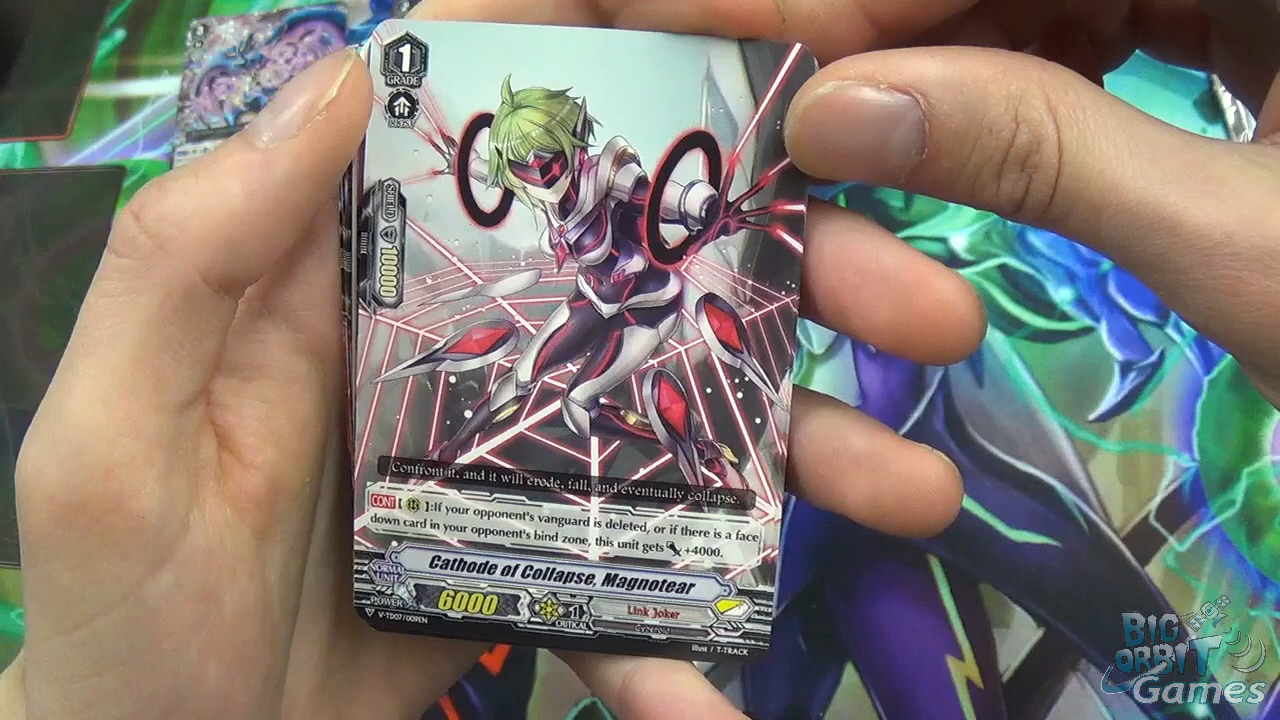 1
GRADE
BOOST
SHIELD
10000
Confront it, and it will erode, fall, and eventually collapse.
CONT [ ]:If your opponent's vanguard is deleted, or if there is a face
down card in your opponent's bind zone, this unit gets +4000.
NORMAL
UNIT
Cathode of Collapse, Magnotear
POWER
6000
1
CRITICAL
Link Joker
Cyberoid
V-TD07/009EN
illust / T-TRACK
BIG
ORBIT
Games